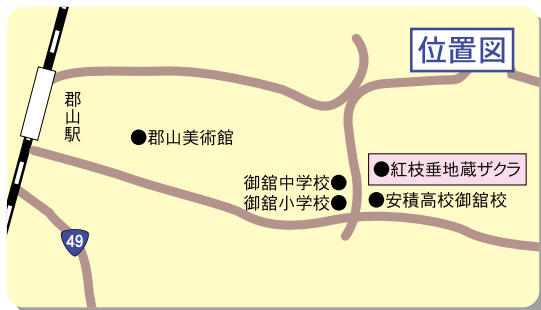 位置図
郡山駅
●郡山美術館
●紅枝垂地蔵ザクラ
御舘中学校●
御舘小学校●
●安積高校御舘校
49